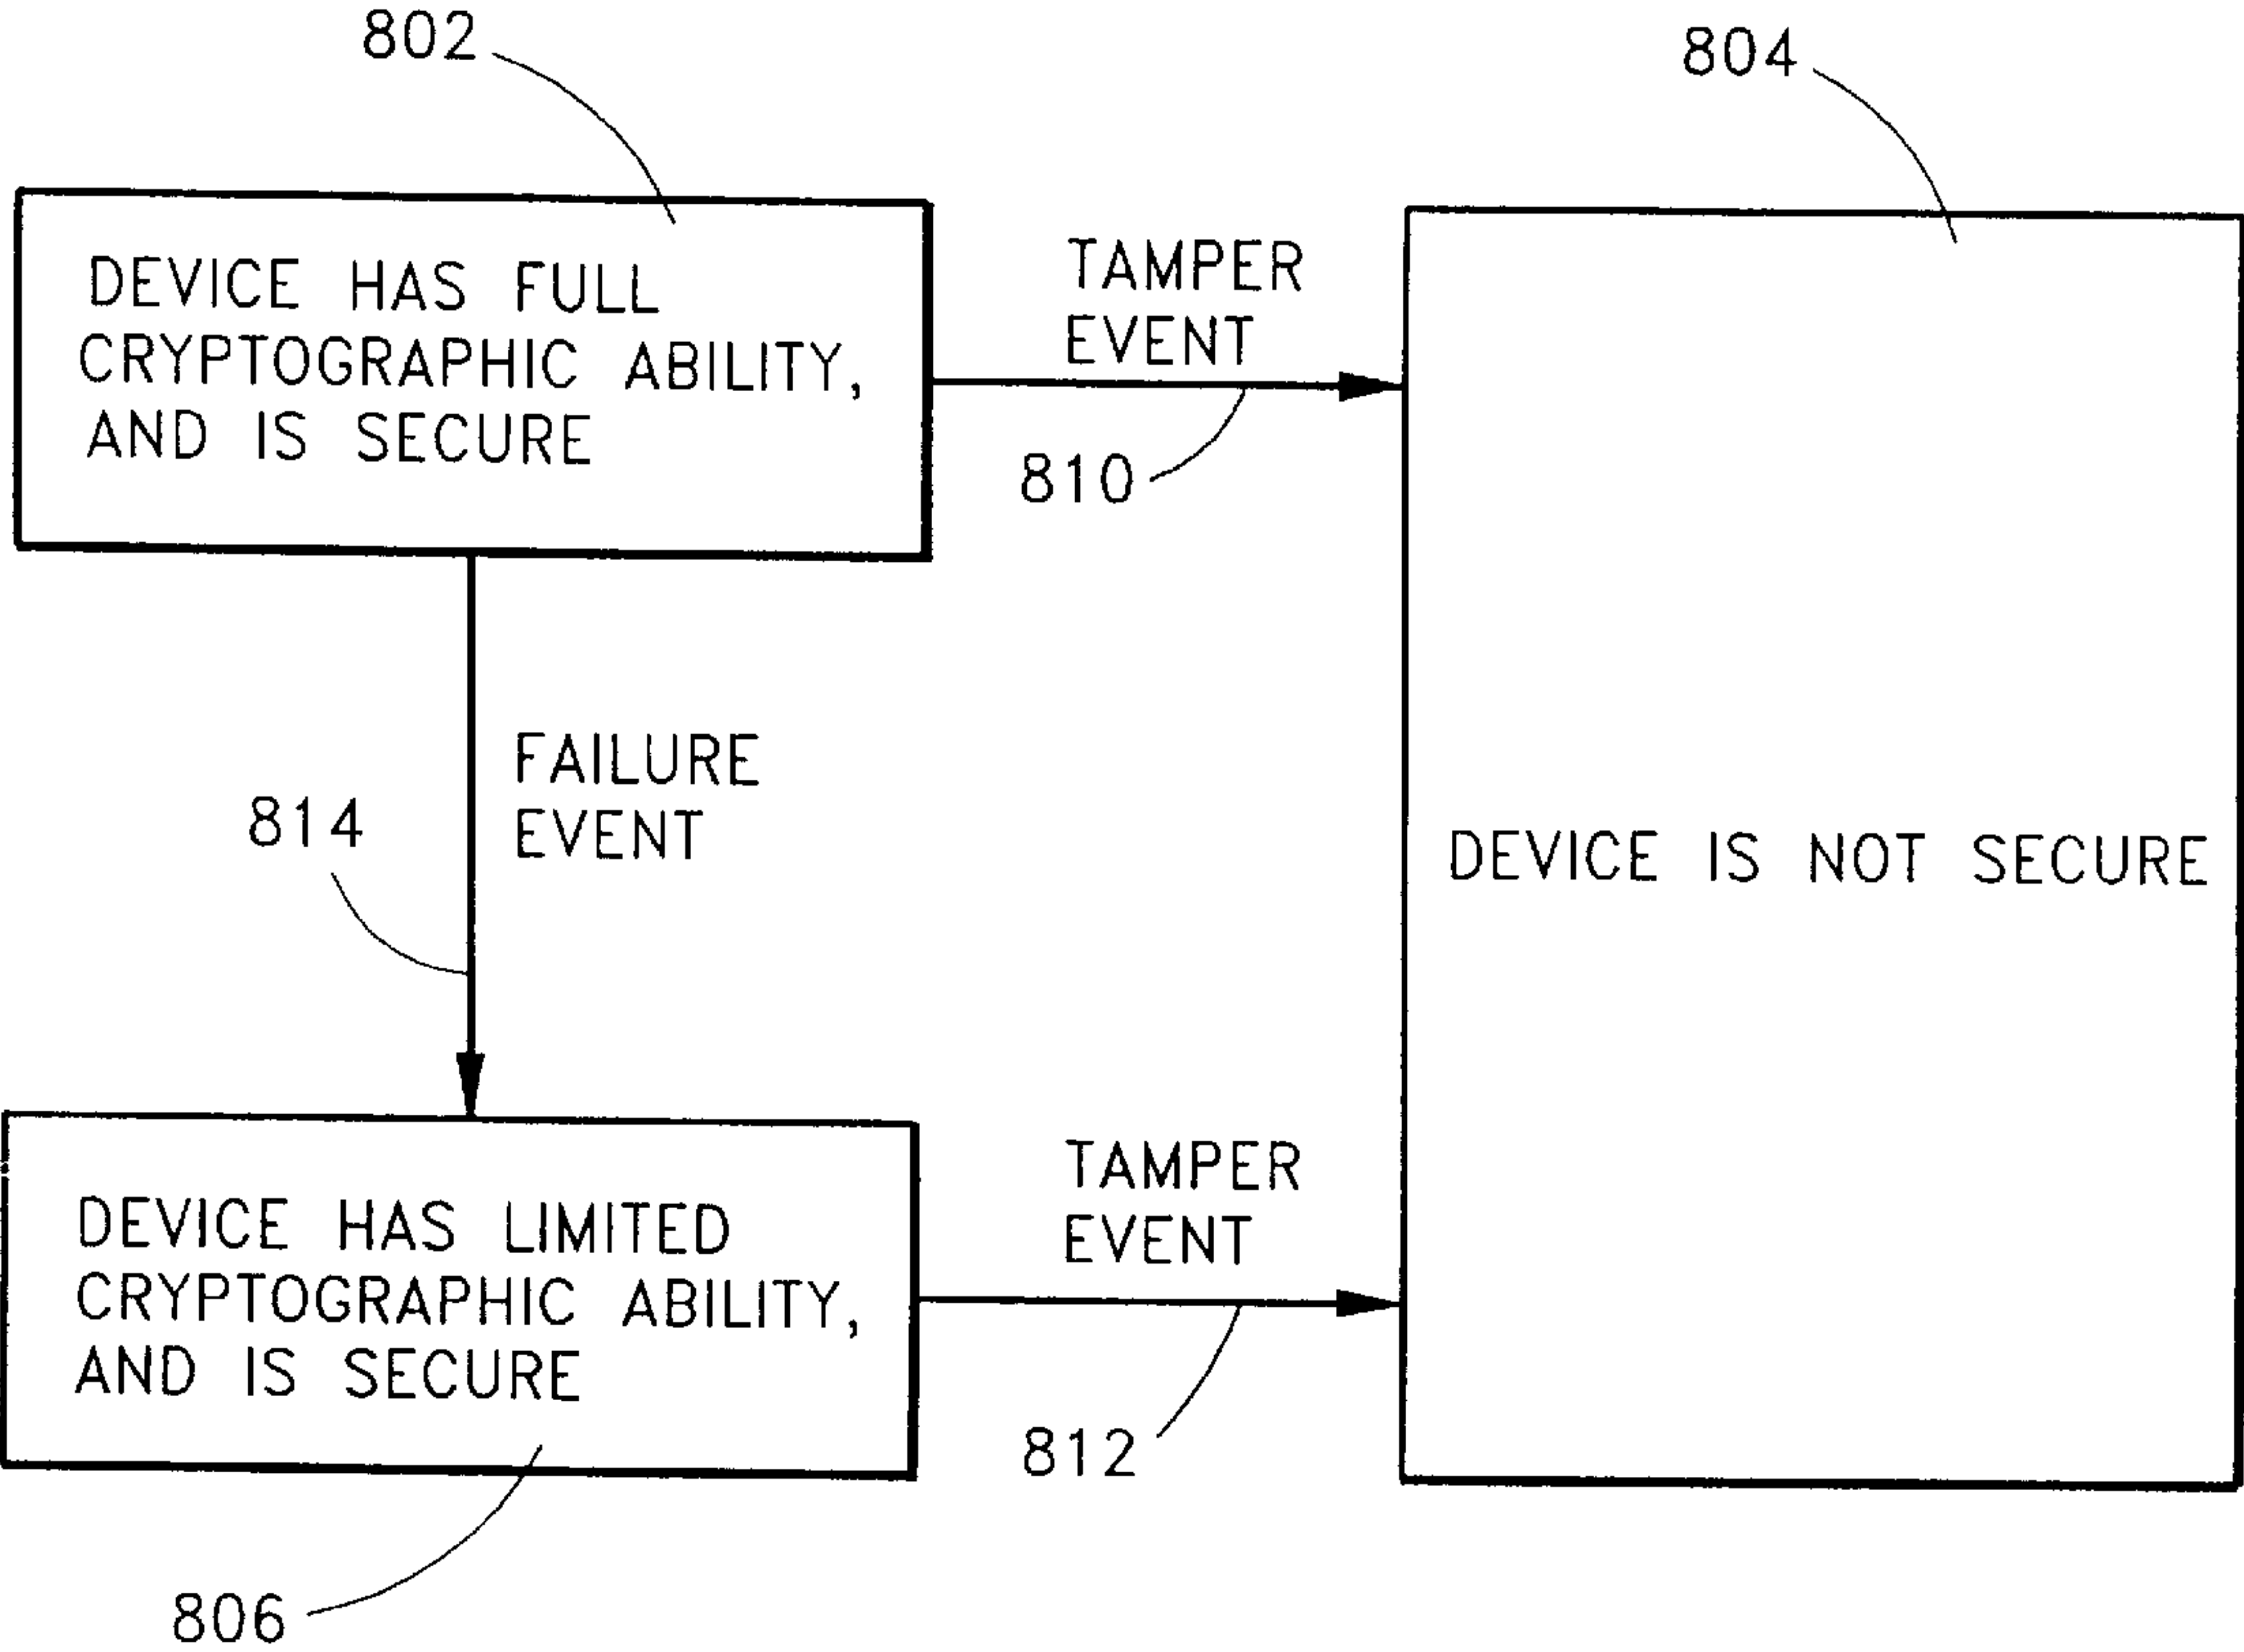 802
804
DEVICE HAS FULL
CRYPTOGRAPHIC ABILITY,
AND IS SECURE
TAMPER
EVENT
810
FAILURE
EVENT
814
DEVICE IS NOT SECURE
DEVICE HAS LIMITED
CRYPTOGRAPHIC ABILITY,
AND IS SECURE
TAMPER
EVENT
812
806